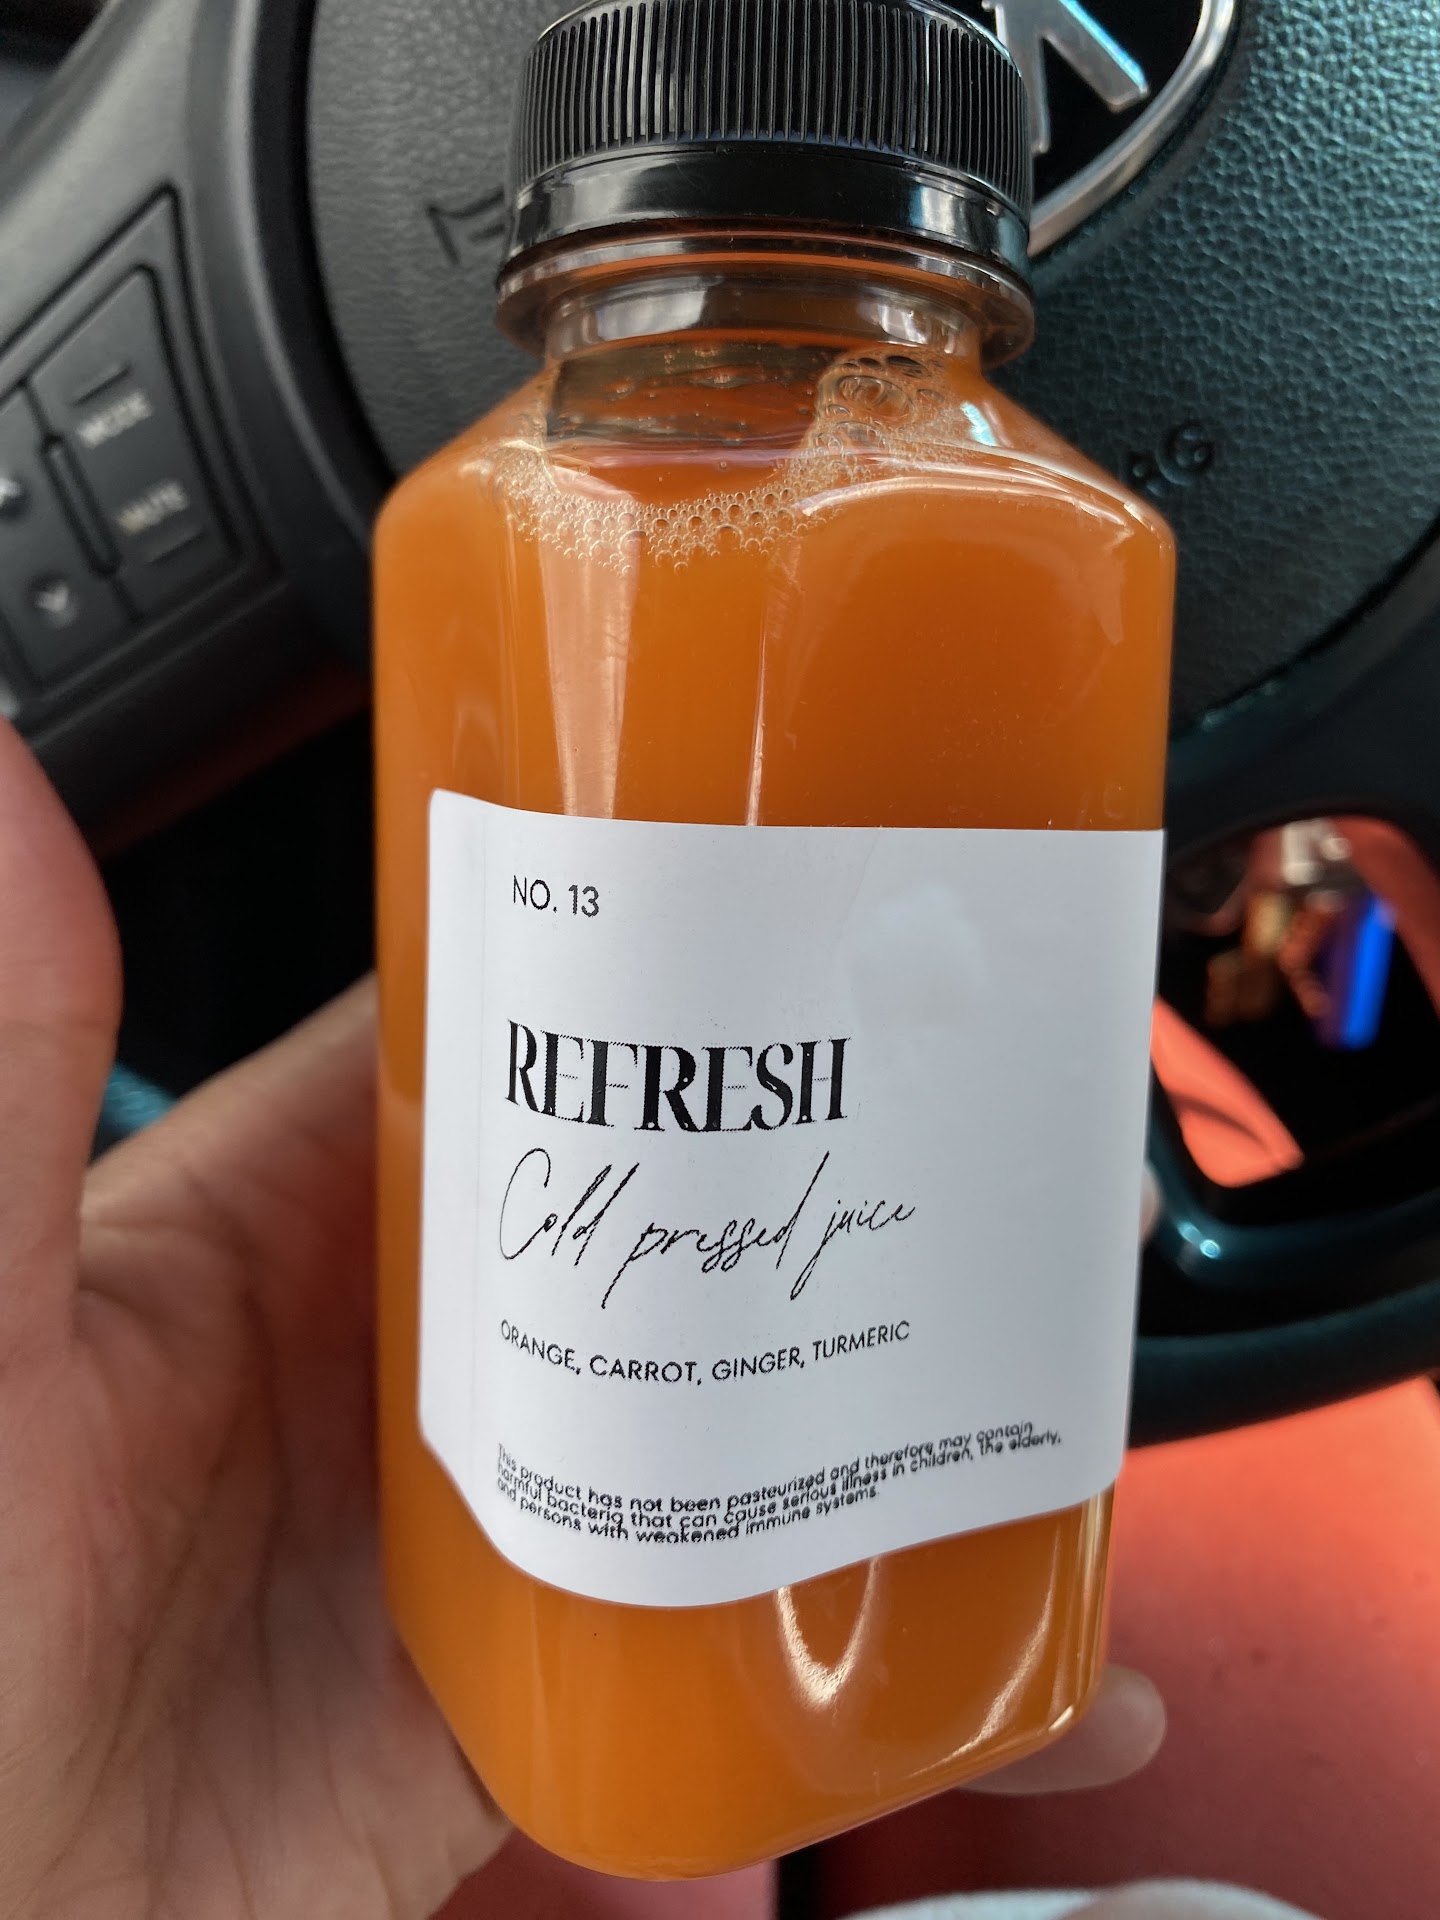 MODE
MUTE
NO. 13
REFRESH
Cold pressed juice
ORANGE, CARROT, GINGER, TURMERIC
This product has not been pasteurized and therefore may contain
harmful bacteria that can cause serious illness in children, the elderly,
and persons with weakened immune systems.